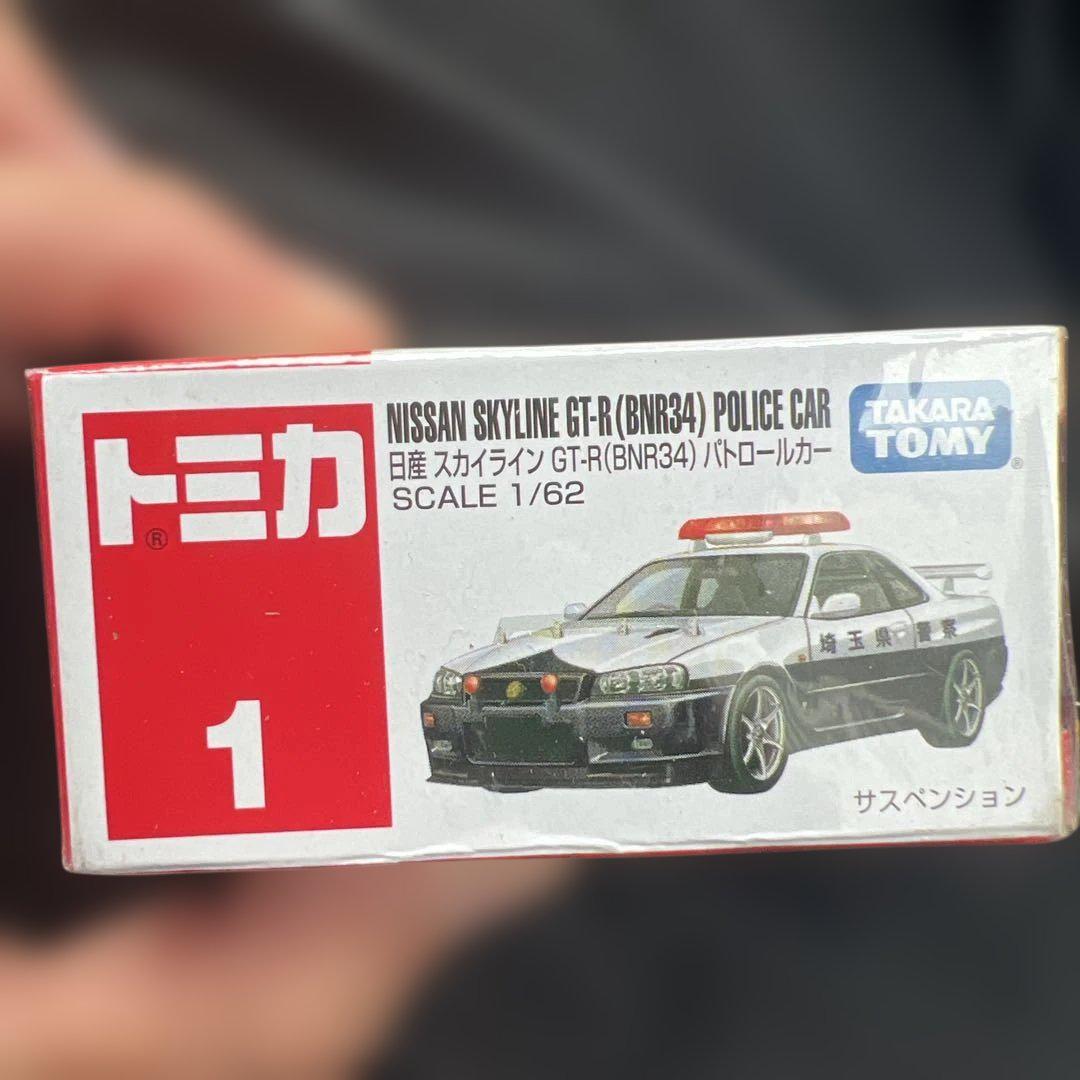 トミカ®
1
NISSAN SKYLINE GT-R(BNR34) POLICE CAR
日産 スカイライン GT-R(BNR34) パトロールカー
SCALE 1/62
TAKARA
TOMY®
埼玉県警察
サスペンション